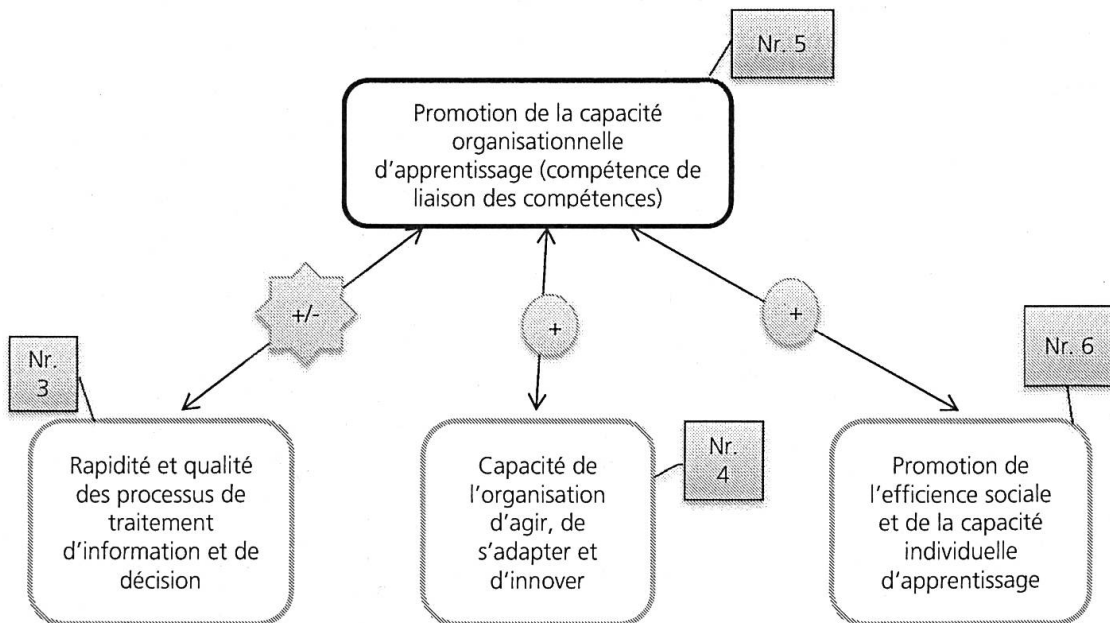 Nr. 5
Promotion de la capacité
organisationnelle
d'apprentissage (compétence de
liaison des compétences)
+/-
+
+
Nr.
3
Nr. 6
Rapidité et qualité
des processus de
traitement
d'information et de
décision
Capacité de
l'organisation
d'agir, de
s'adapter et
d'innover
Nr.
4
Promotion de
l'efficience sociale
et de la capacité
individuelle
d'apprentissage